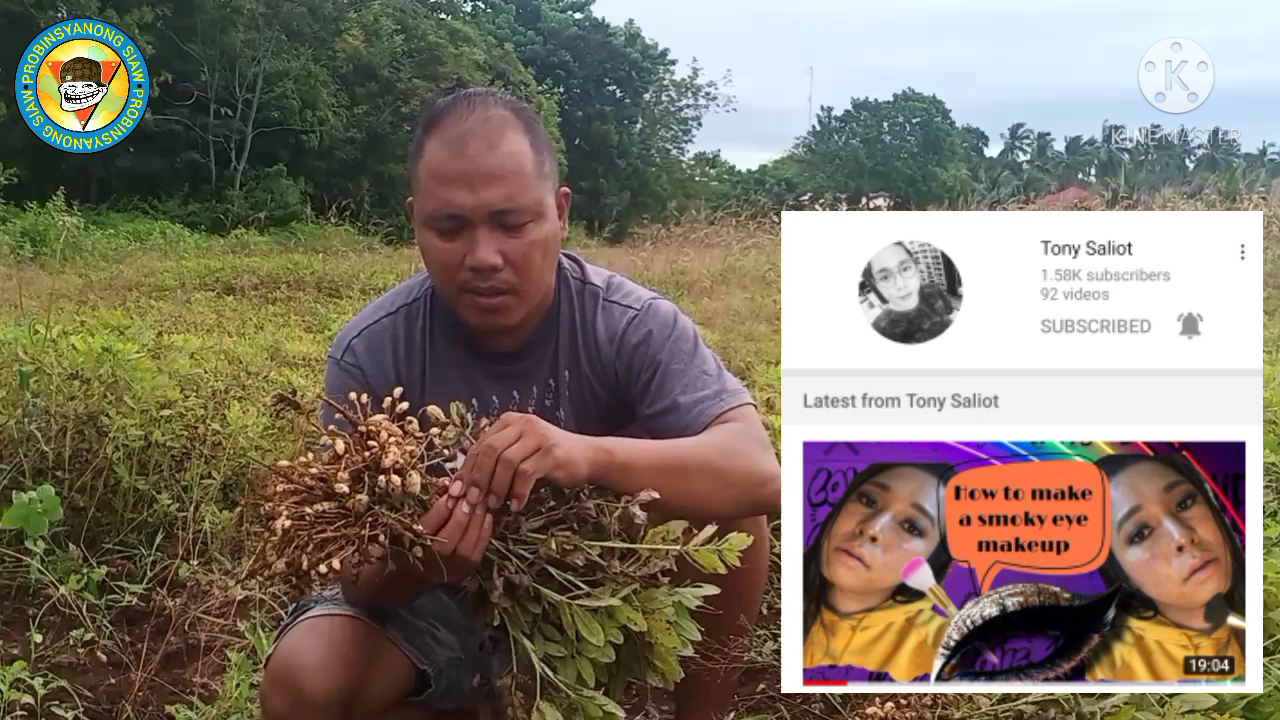 PROBINSYANONG SIAW
PROBINSYANONG SIAW
K
KINEMASTER
Tony Saliot
1.58K subscribers
92 videos
SUBSCRIBED
Latest from Tony Saliot
How to make
a smoky eye
makeup
19:04